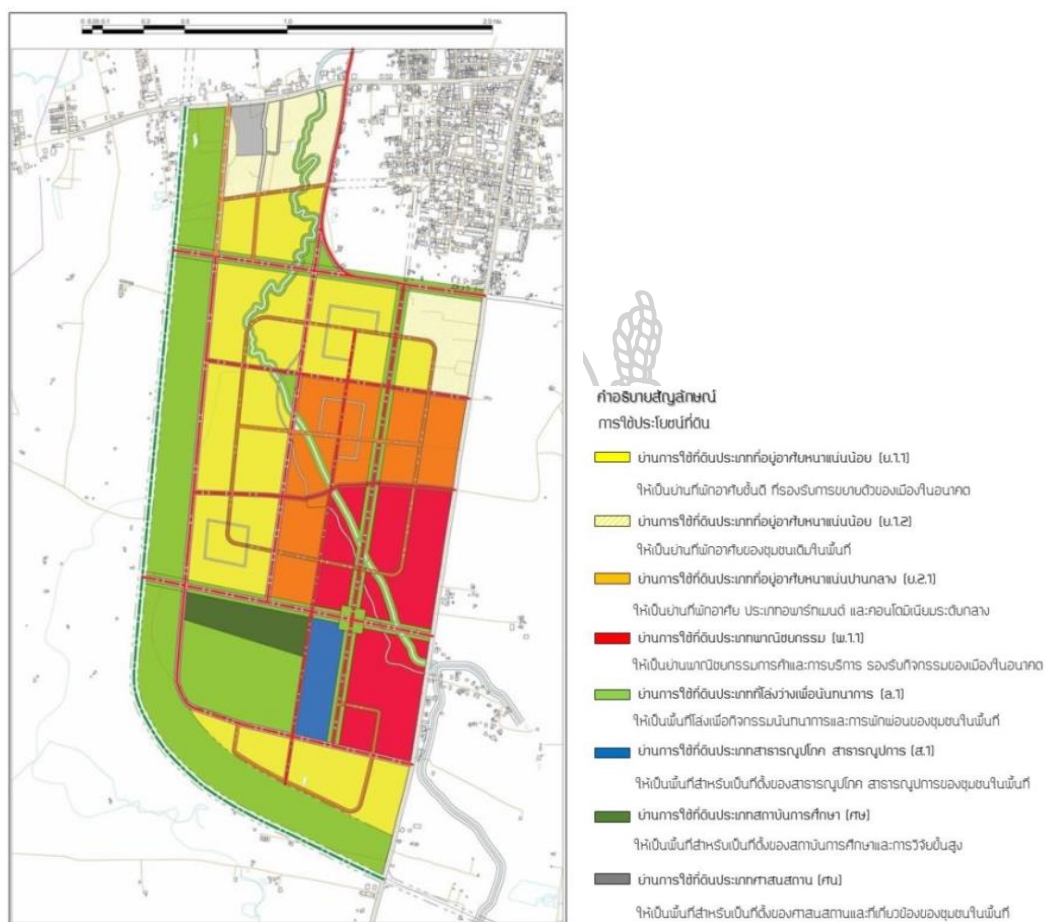 0 0.05 0.1 0.3 0.5 1.0 2.0
คำอธิบายสัญลักษณ์
การใช้ประโยชน์ที่ดิน
ย่านการใช้ที่ดินประเภทที่อยู่อาศัยหนาแน่นน้อย (ย.1.1)
ให้เป็นย่านที่พักอาศัยชั้นดี ที่รองรับการขยายตัวของเมืองในอนาคต
ย่านการใช้ที่ดินประเภทที่อยู่อาศัยหนาแน่นน้อย (ย.1.2)
ให้เป็นย่านที่พักอาศัยของชุมชนเดิมในพื้นที่
ย่านการใช้ที่ดินประเภทที่อยู่อาศัยหนาแน่นปานกลาง (ย.2.1)
ให้เป็นย่านที่พักอาศัย ประเภทอพาร์ทเมนต์ และคอนโดมิเนียมระดับกลาง
ย่านการใช้ที่ดินประเภทพาณิชยกรรม (พ.1.1)
ให้เป็นย่านพาณิชยกรรมการค้าและการบริการ รองรับกิจกรรมของเมืองในอนาคต
ย่านการใช้ที่ดินประเภทที่โล่งว่างเพื่อนันทนาการ (ล.1)
ให้เป็นพื้นที่โล่งเพื่อกิจกรรมนันทนาการและการพักผ่อนของชุมชนในพื้นที่
ย่านการใช้ที่ดินประเภทสาธารณูปโภค สาธารณูปการ (ส.1)
ให้เป็นพื้นที่สำหรับเป็นที่ตั้งของสาธารณูปโภค สาธารณูปการของชุมชนในพื้นที่
ย่านการใช้ที่ดินประเภทสถาบันการศึกษา (ศษ)
ให้เป็นพื้นที่สำหรับเป็นที่ตั้งของสถาบันการศึกษาและการวิจัยขั้นสูง
ย่านการใช้ที่ดินประเภทศาสนสถาน (ศน)
ให้เป็นพื้นที่สำหรับเป็นที่ตั้งของศาสนสถานและที่เกี่ยวข้องของชุมชนในพื้นที่